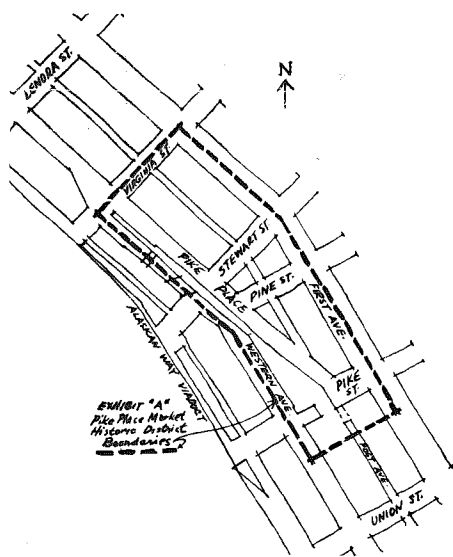 LENORA ST.
N
VIRGINIA ST.
STEWART ST
PIKE
PLACE
PINE ST.
FIRST AVE.
ALASKAN WAY VIADUCT
WESTERN AVE.
PIKE
ST.
EXHIBIT "A"
Pike Place Market
Historic District
Boundaries
POST AVE.
UNION ST.